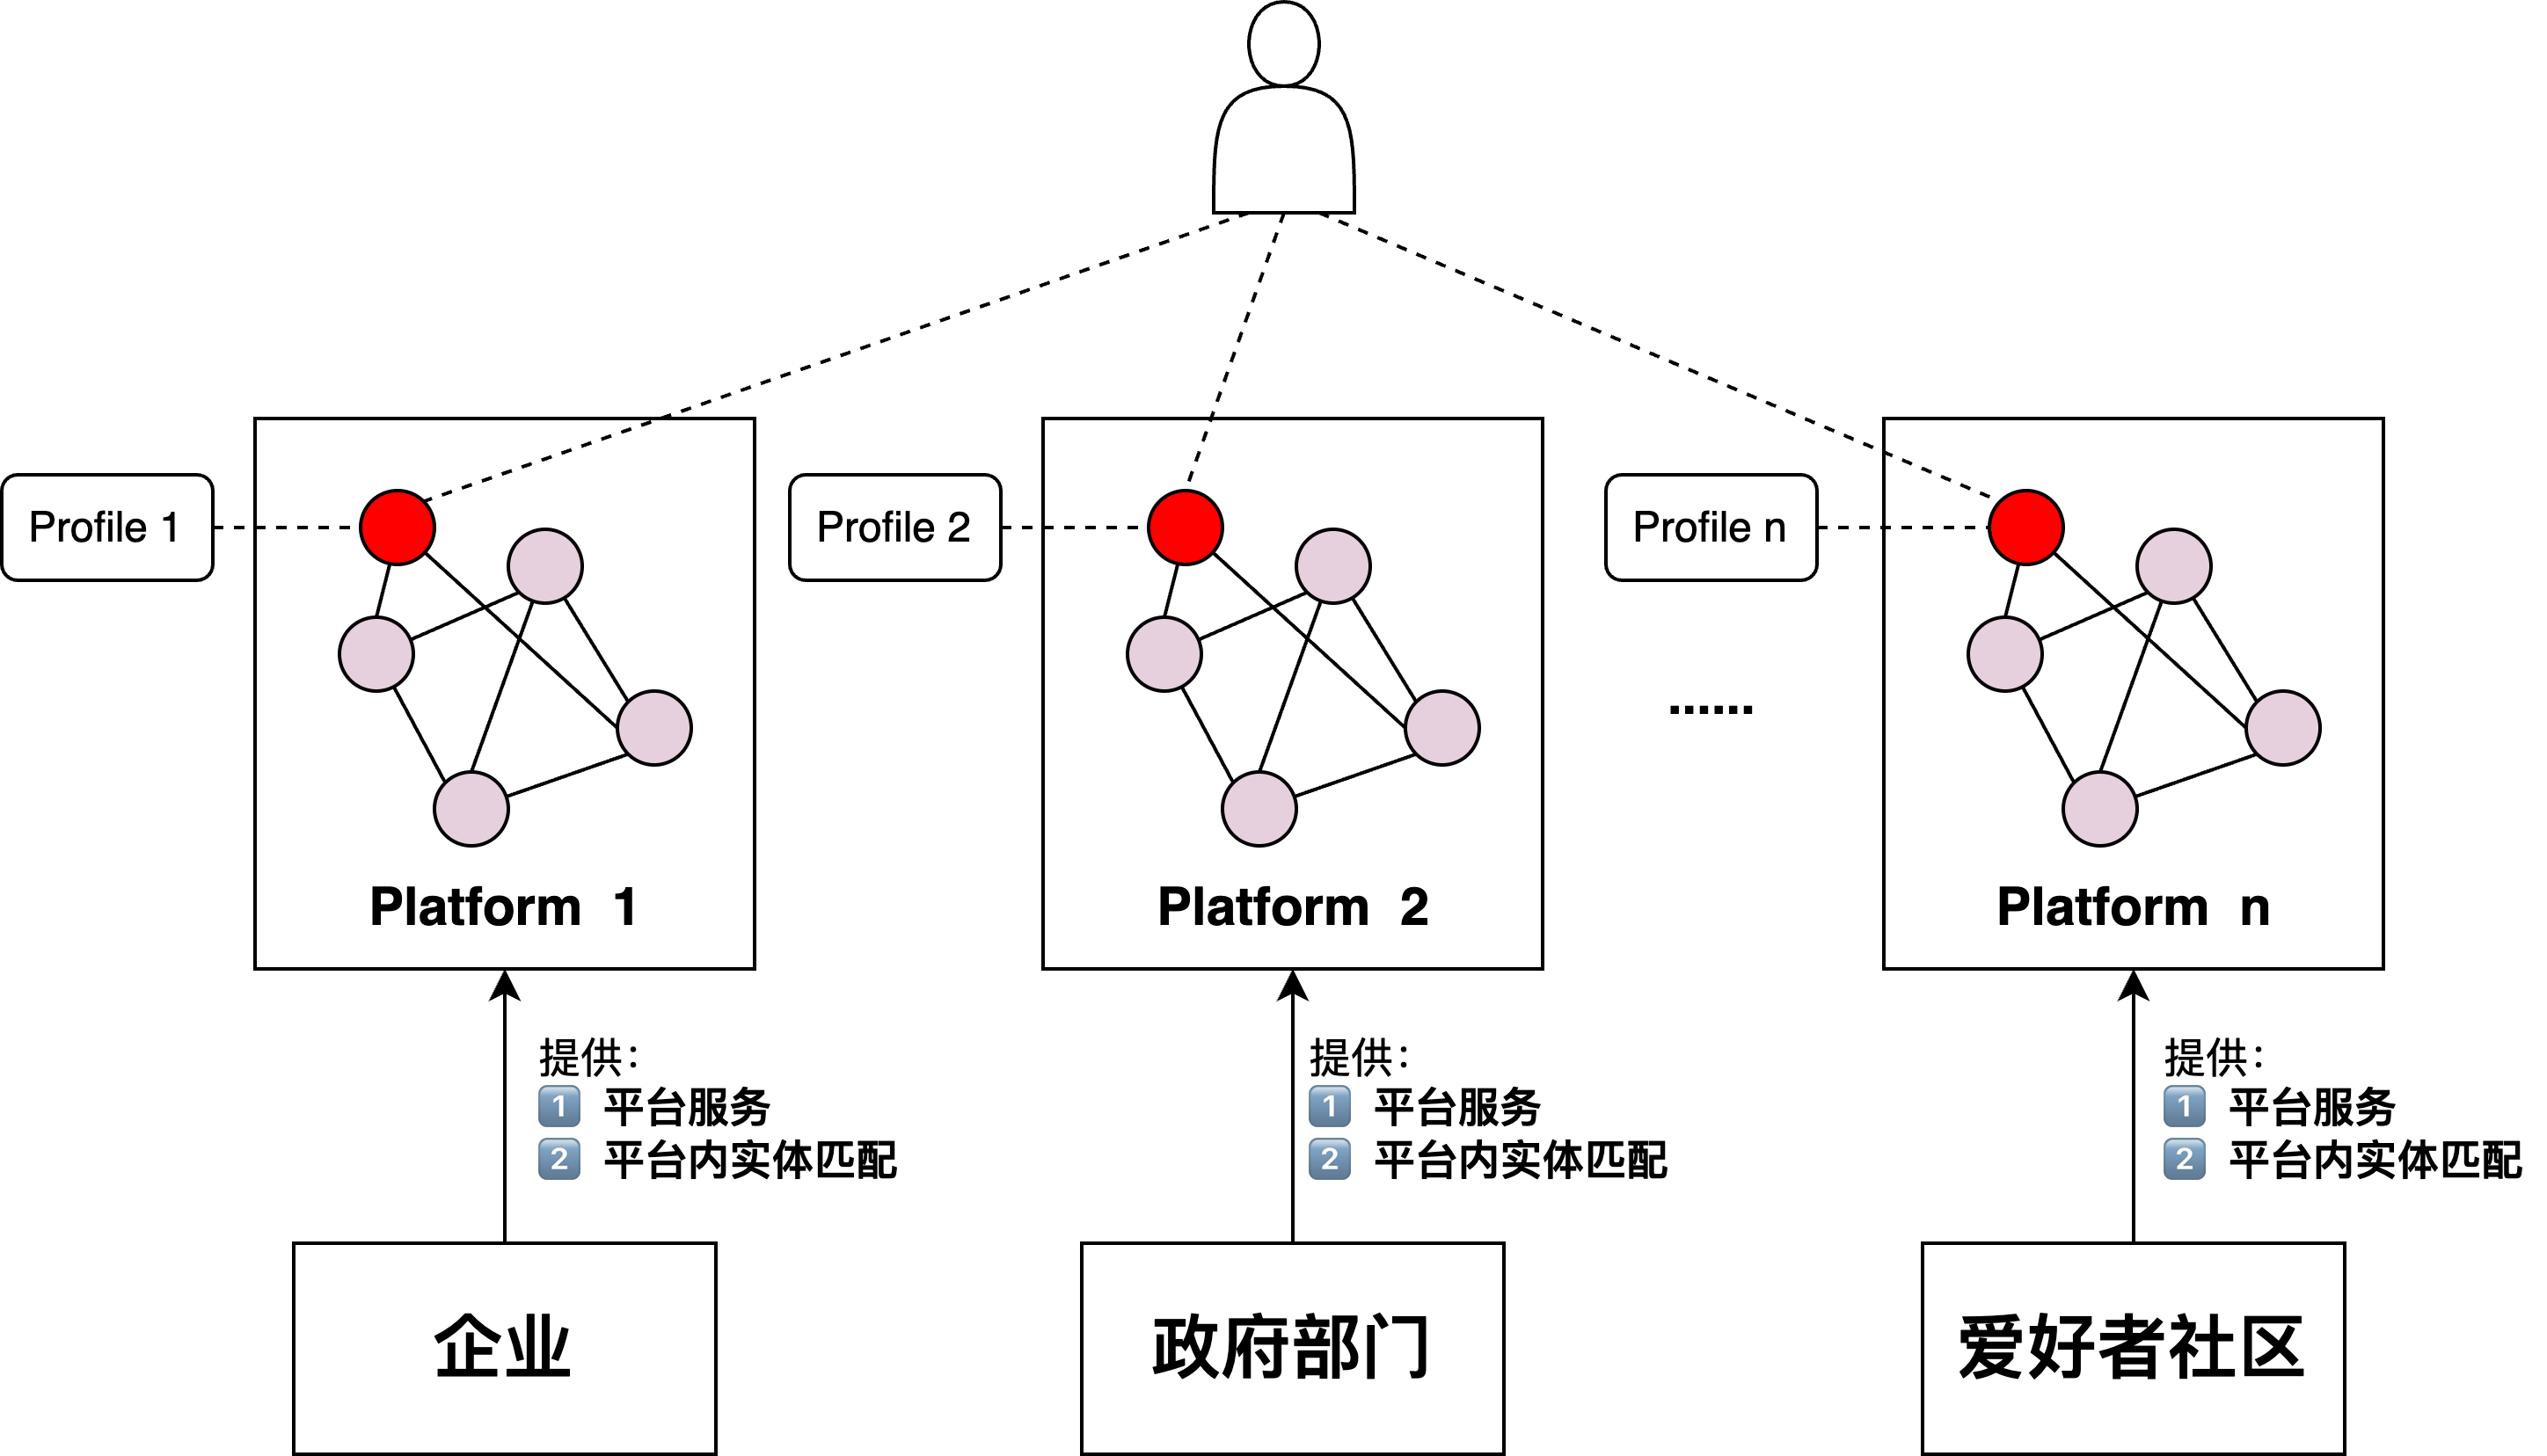 Profile 1
Profile 2
Profile n
......
Platform 1
Platform 2
Platform n
提供：
1 平台服务
2 平台内实体匹配
提供：
1 平台服务
2 平台内实体匹配
提供：
1 平台服务
2 平台内实体匹配
企业
政府部门
爱好者社区